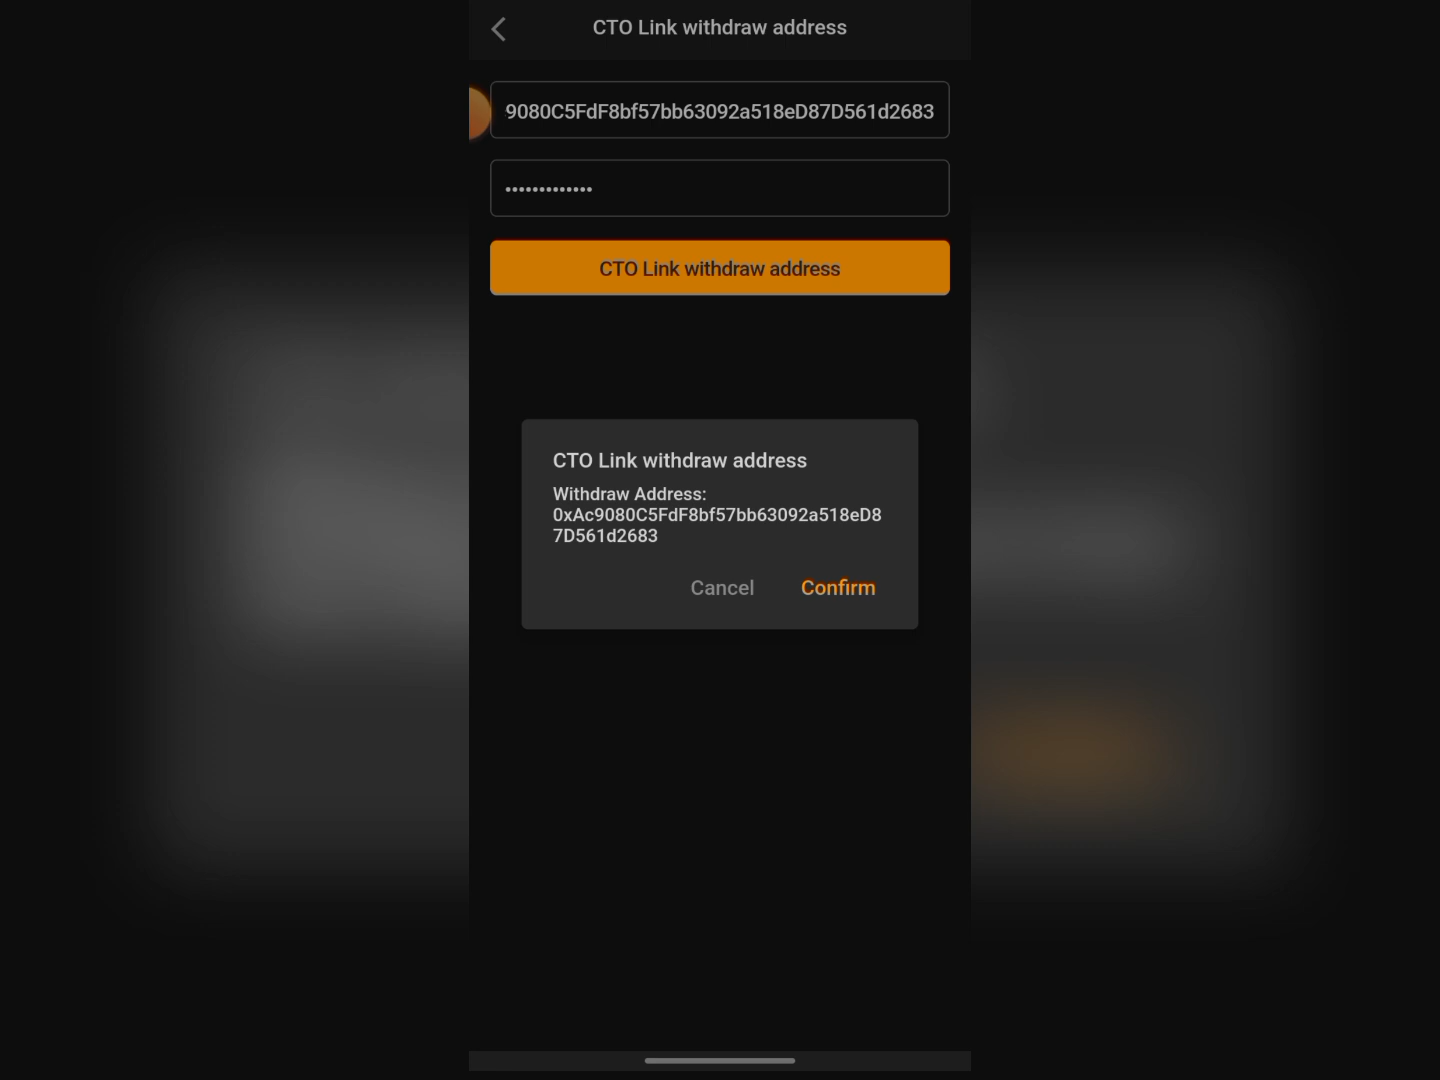 CTO Link withdraw address
9080C5FdF8bf57bb63092a518eD87D561d2683
•••••••••••••
CTO Link withdraw address
CTO Link withdraw address
Withdraw Address:
0xAc9080C5FdF8bf57bb63092a518eD8
7D561d2683
Cancel Confirm